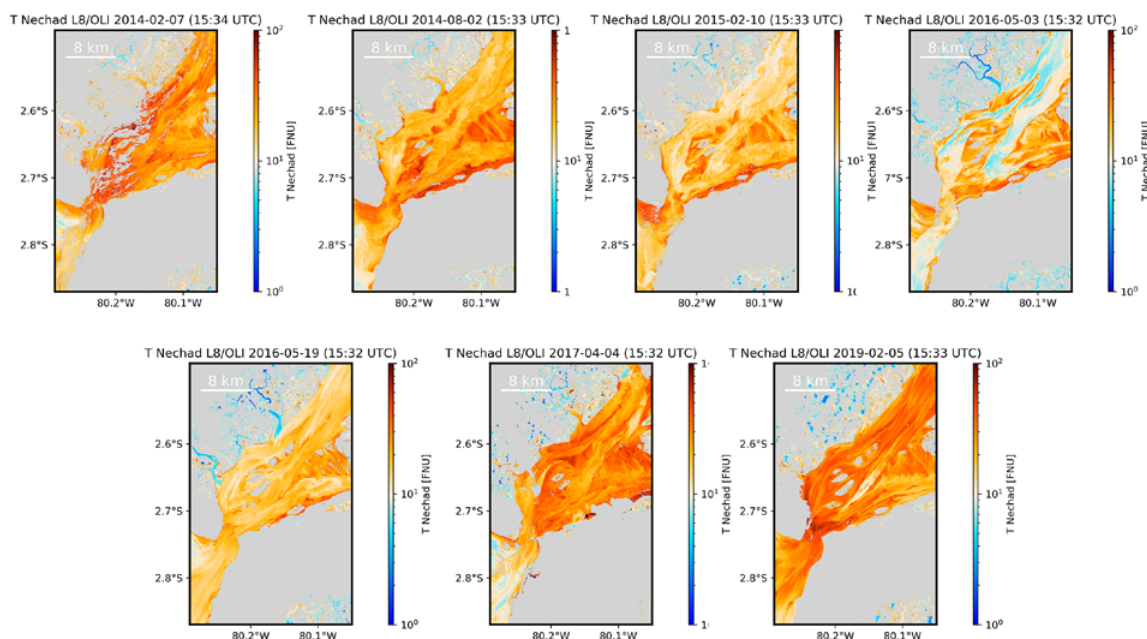 T Nechad L8/OLI 2014-02-07 (15:34 UTC)
T Nechad L8/OLI 2014-08-02 (15:33 UTC)
T Nechad L8/OLI 2015-02-10 (15:33 UTC)
T Nechad L8/OLI 2016-05-03 (15:32 UTC)
8 km
8 km
8 km
8 km
10²
1
10²
2.6°S
2.6°S
2.6°S
2.6°S
10¹
10¹
10¹
2.7°S
2.7°S
2.7°S
2.7°S
T Nechad [FNU]
T Nechad [FNU]
T Nechad [FNU]
T Nechad [FNU]
2.8°S
2.8°S
2.8°S
2.8°S
10⁰
1
1(
10⁰
80.2°W 80.1°W
80.2°W 80.1°W
80.2°W 80.1°W
80.2°W 80.1°W
T Nechad L8/OLI 2016-05-19 (15:32 UTC)
T Nechad L8/OLI 2017-04-04 (15:32 UTC)
T Nechad L8/OLI 2019-02-05 (15:33 UTC)
8 km
8 km
8 km
10²
1
10²
2.6°S
2.6°S
2.6°S
10¹
10¹
10¹
2.7°S
2.7°S
2.7°S
T Nechad [FNU]
T Nechad [FNU]
T Nechad [FNU]
2.8°S
2.8°S
2.8°S
10⁰
1
10⁰
80.2°W 80.1°W
80.2°W 80.1°W
80.2°W 80.1°W